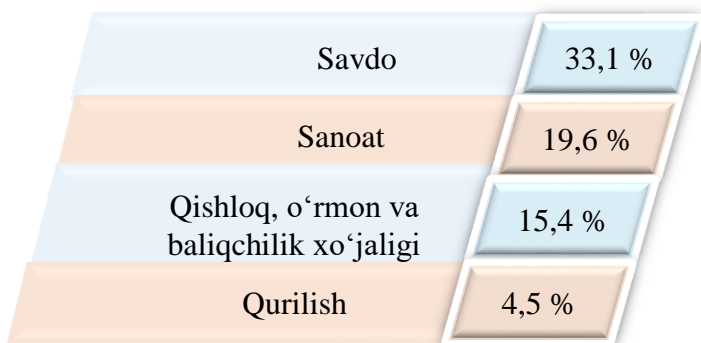 Savdo 33,1 %
Sanoat 19,6 %
Qishloq, o‘rmon va
baliqchilik xo‘jaligi 15,4 %
Qurilish 4,5 %